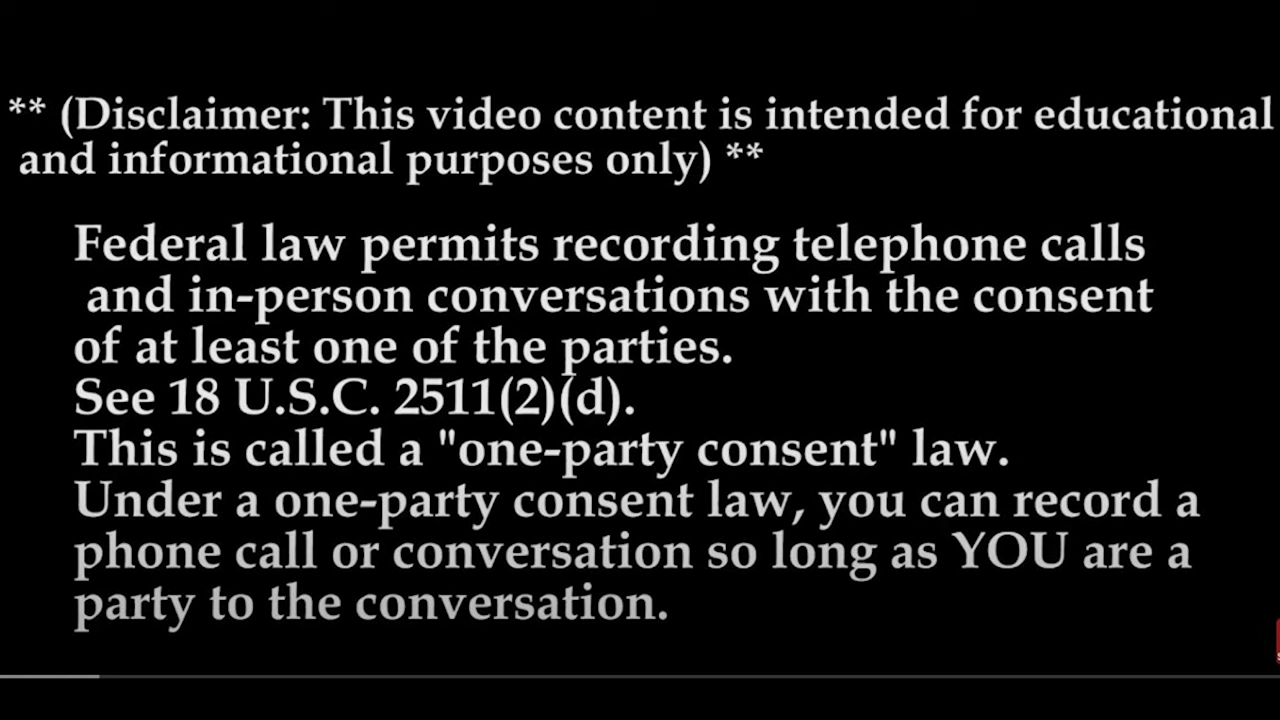 ** (Disclaimer: This video content is intended for educational
and informational purposes only) **
Federal law permits recording telephone calls
and in-person conversations with the consent
of at least one of the parties.
See 18 U.S.C. 2511(2)(d).
This is called a "one-party consent" law.
Under a one-party consent law, you can record a
phone call or conversation so long as YOU are a
party to the conversation.